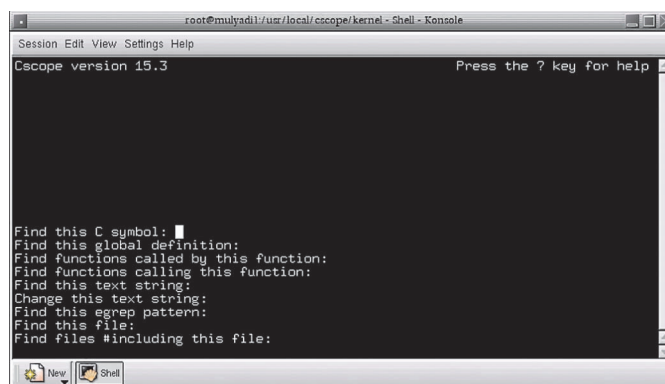 root@mulyadi1:/usr/local/cscope/kernel - Shell - Konsole
Session Edit View Settings Help
Cscope version 15.3 Press the ? key for help
Find this C symbol:
Find this global definition:
Find functions called by this function:
Find functions calling this function:
Find this text string:
Change this text string:
Find this egrep pattern:
Find this file:
Find files #including this file:
New Shell